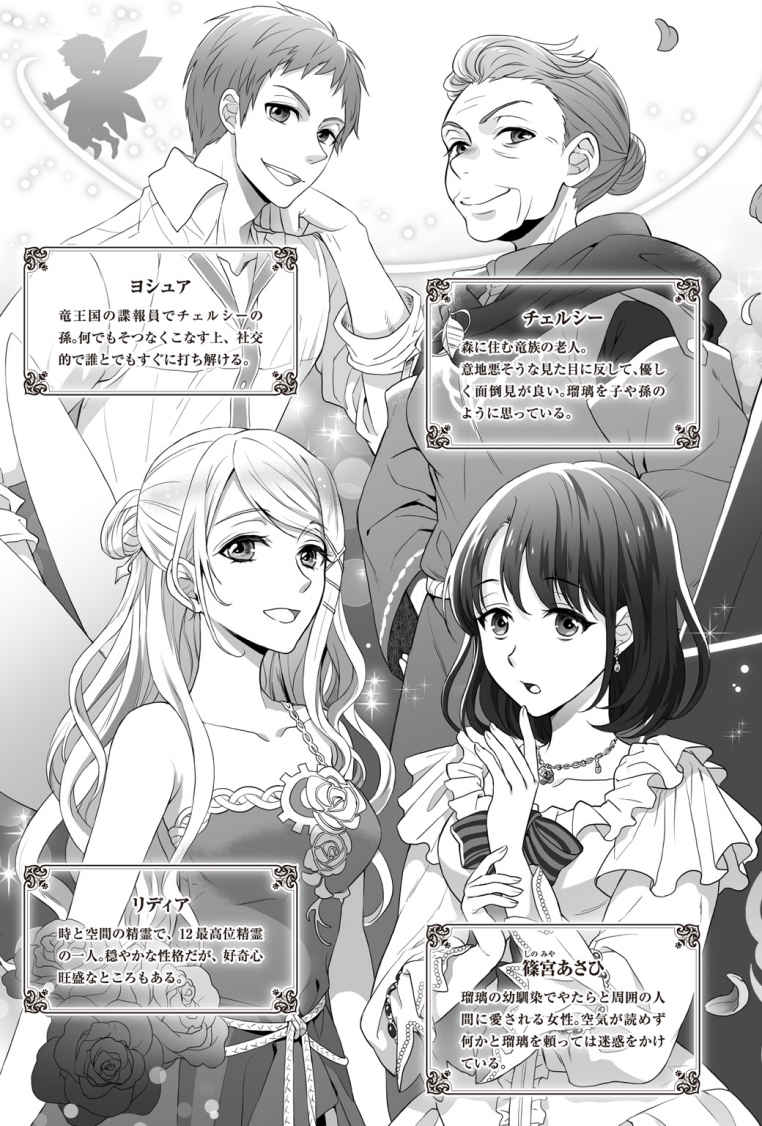 ヨシュア
竜王国の諜報員でチェルシーの
孫。何でもそつなくこなす上、社交
的で誰とでもすぐに打ち解ける。
チェルシー
森に住む竜族の老人。
意地悪そうな見た目に反して、優し
く面倒見が良い。瑠璃を子や孫の
ように思っている。
リディア
時と空間の精霊で、12最高位精霊
の一人。穏やかな性格だが、好奇心
旺盛なところもある。
しのみや
篠宮あさひ
瑠璃の幼馴染でやたらと周囲の人
間に愛される女性。空気が読めず
何かと瑠璃を頼っては迷惑をかけ
ている。